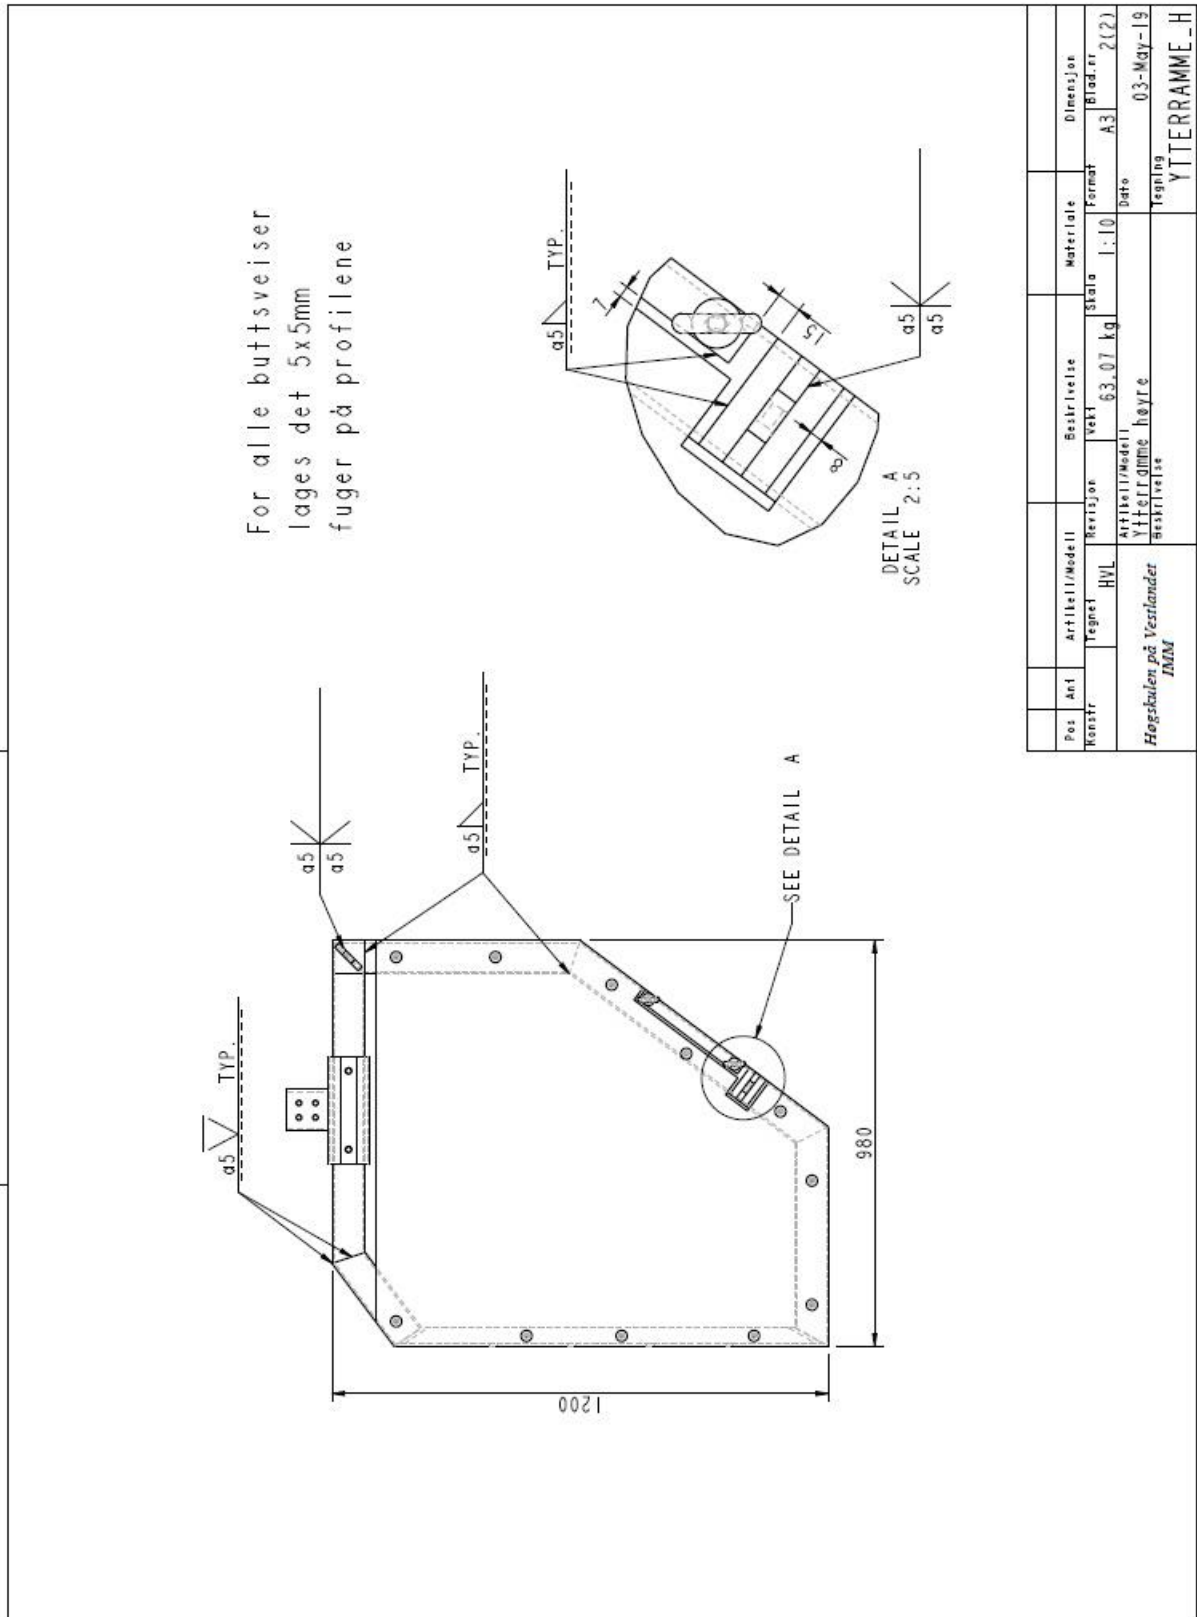 For alle buttsveiser
lages det 5x5mm
fuger på profilene
a5 TYP.
a5
a5
a5 TYP.
1200
980
SEE DETAIL A
a5 TYP.
7
15
8
a5
a5
DETAIL A
SCALE 2:5
Pos Ant Artikell/Modell Beskrivelse Materiale Dimensjon
Konstr Tegnet HVL Revisjon Vekt 63.07 kg Skala 1:10 Format A3 Blad.nr 2(2)
Høgskulen på Vestlandet
IMM
Artikell/Modell
Ytterramme høyre
Dato 03-May-19
Beskrivelse
Tegning
YTTERRAMME_H